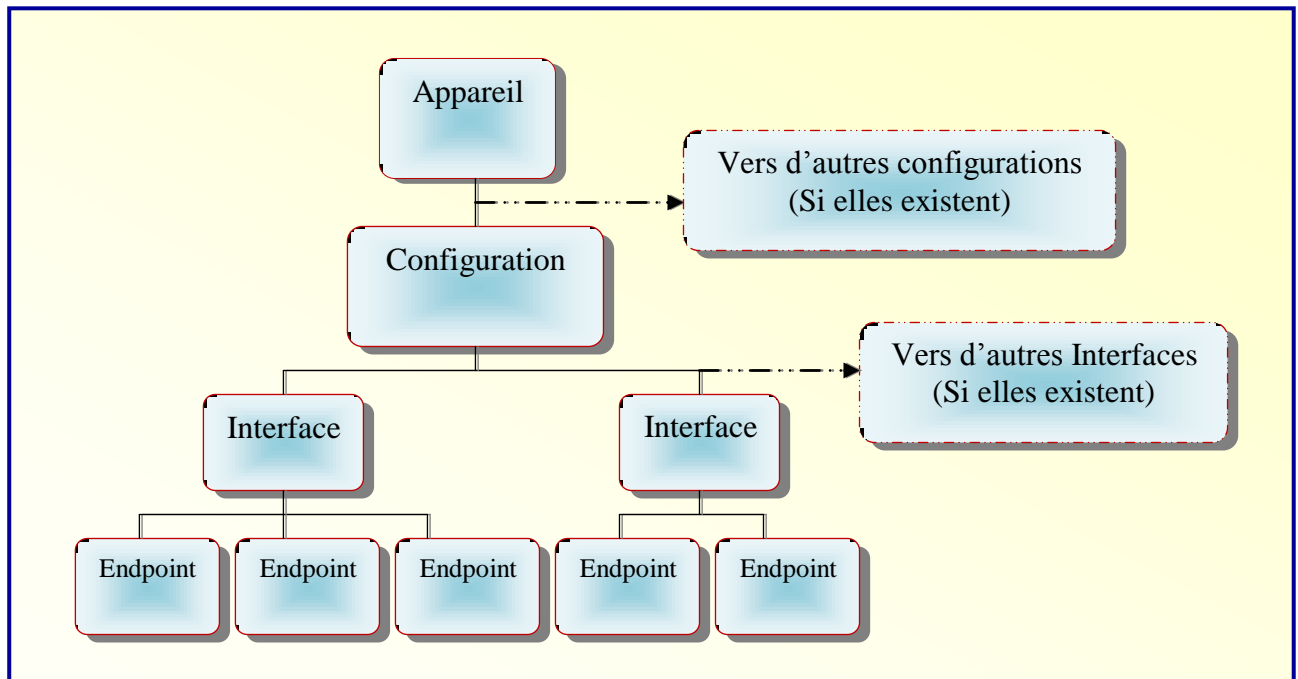 Appareil
Vers d’autres configurations
(Si elles existent)
Configuration
Vers d’autres Interfaces
(Si elles existent)
Interface
Interface
Endpoint
Endpoint
Endpoint
Endpoint
Endpoint